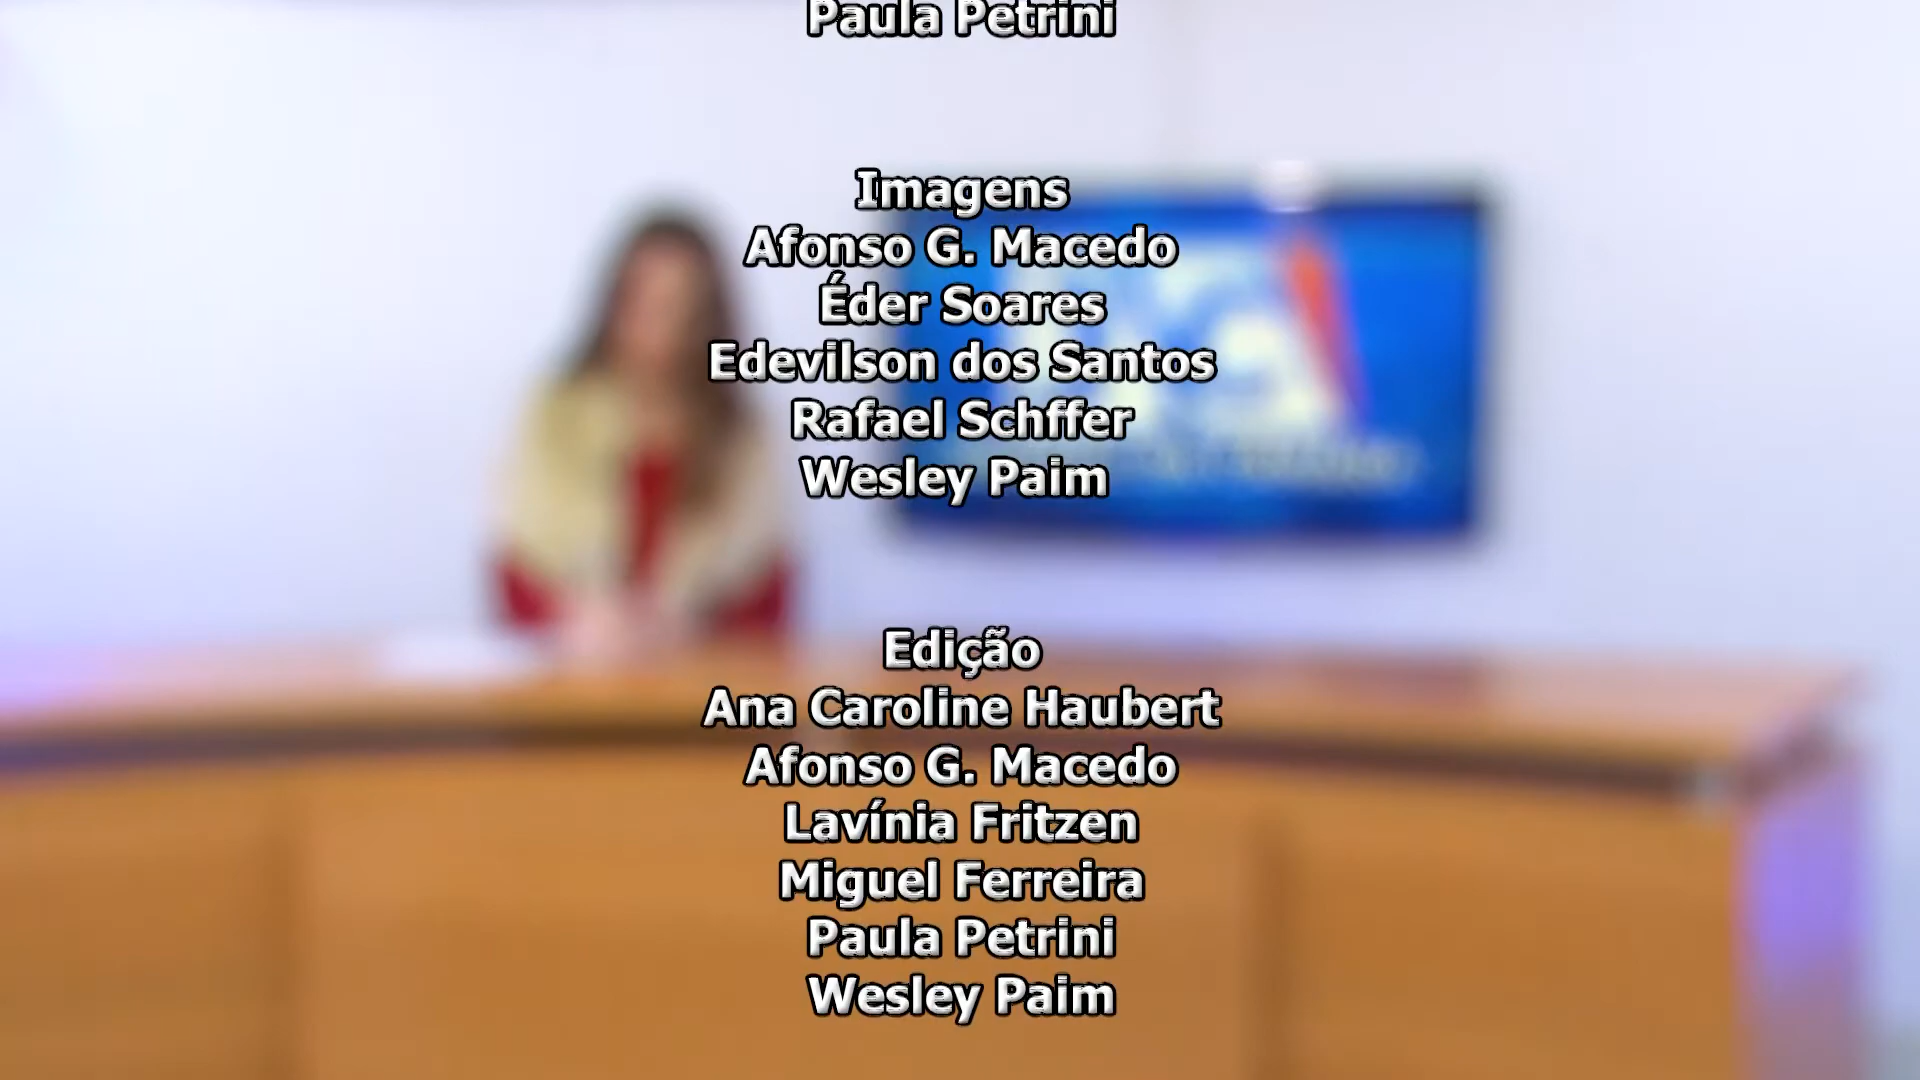 Paula Petrini
Imagens
Afonso G. Macedo
Éder Soares
Edevilson dos Santos
Rafael Schffer
Wesley Paim
Edição
Ana Caroline Haubert
Afonso G. Macedo
Lavínia Fritzen
Miguel Ferreira
Paula Petrini
Wesley Paim